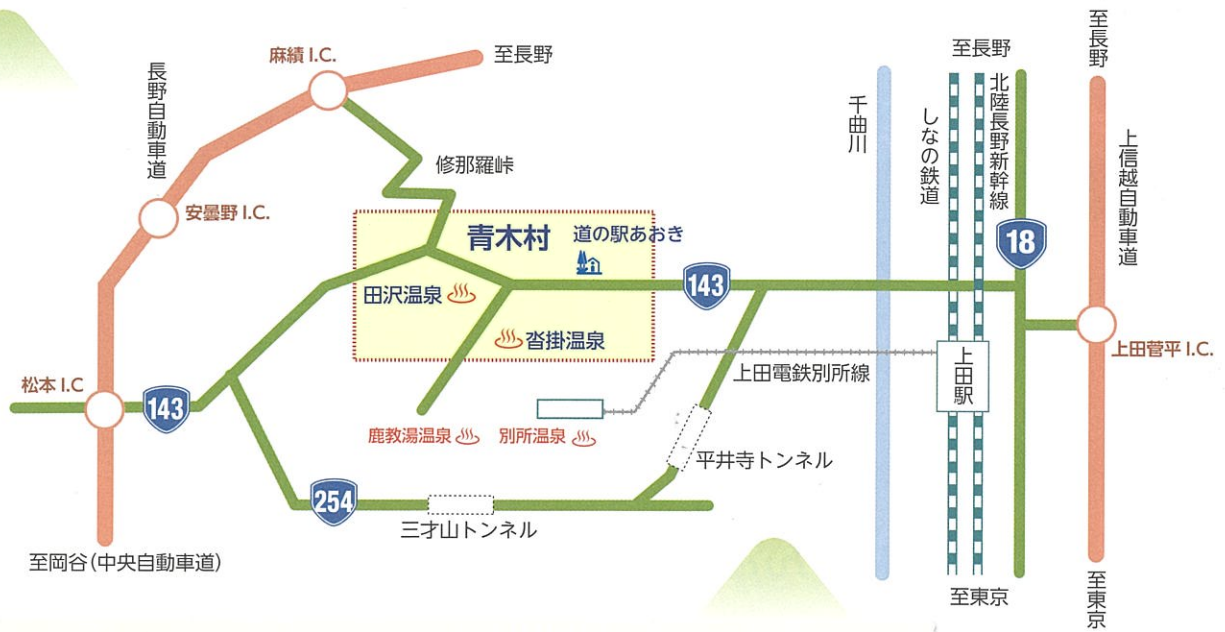 麻績 I.C.
至長野
長野自動車道
修那羅峠
安曇野 I.C.
青木村
道の駅あおき
143
田沢温泉
沓掛温泉
千曲川
至長野
しなの鉄道
北陸長野新幹線
18
至長野
上信越自動車道
上田菅平 I.C.
松本 I.C
143
鹿教湯温泉
別所温泉
上田電鉄別所線
上田駅
平井寺トンネル
254
三才山トンネル
至岡谷(中央自動車道)
至東京
至東京